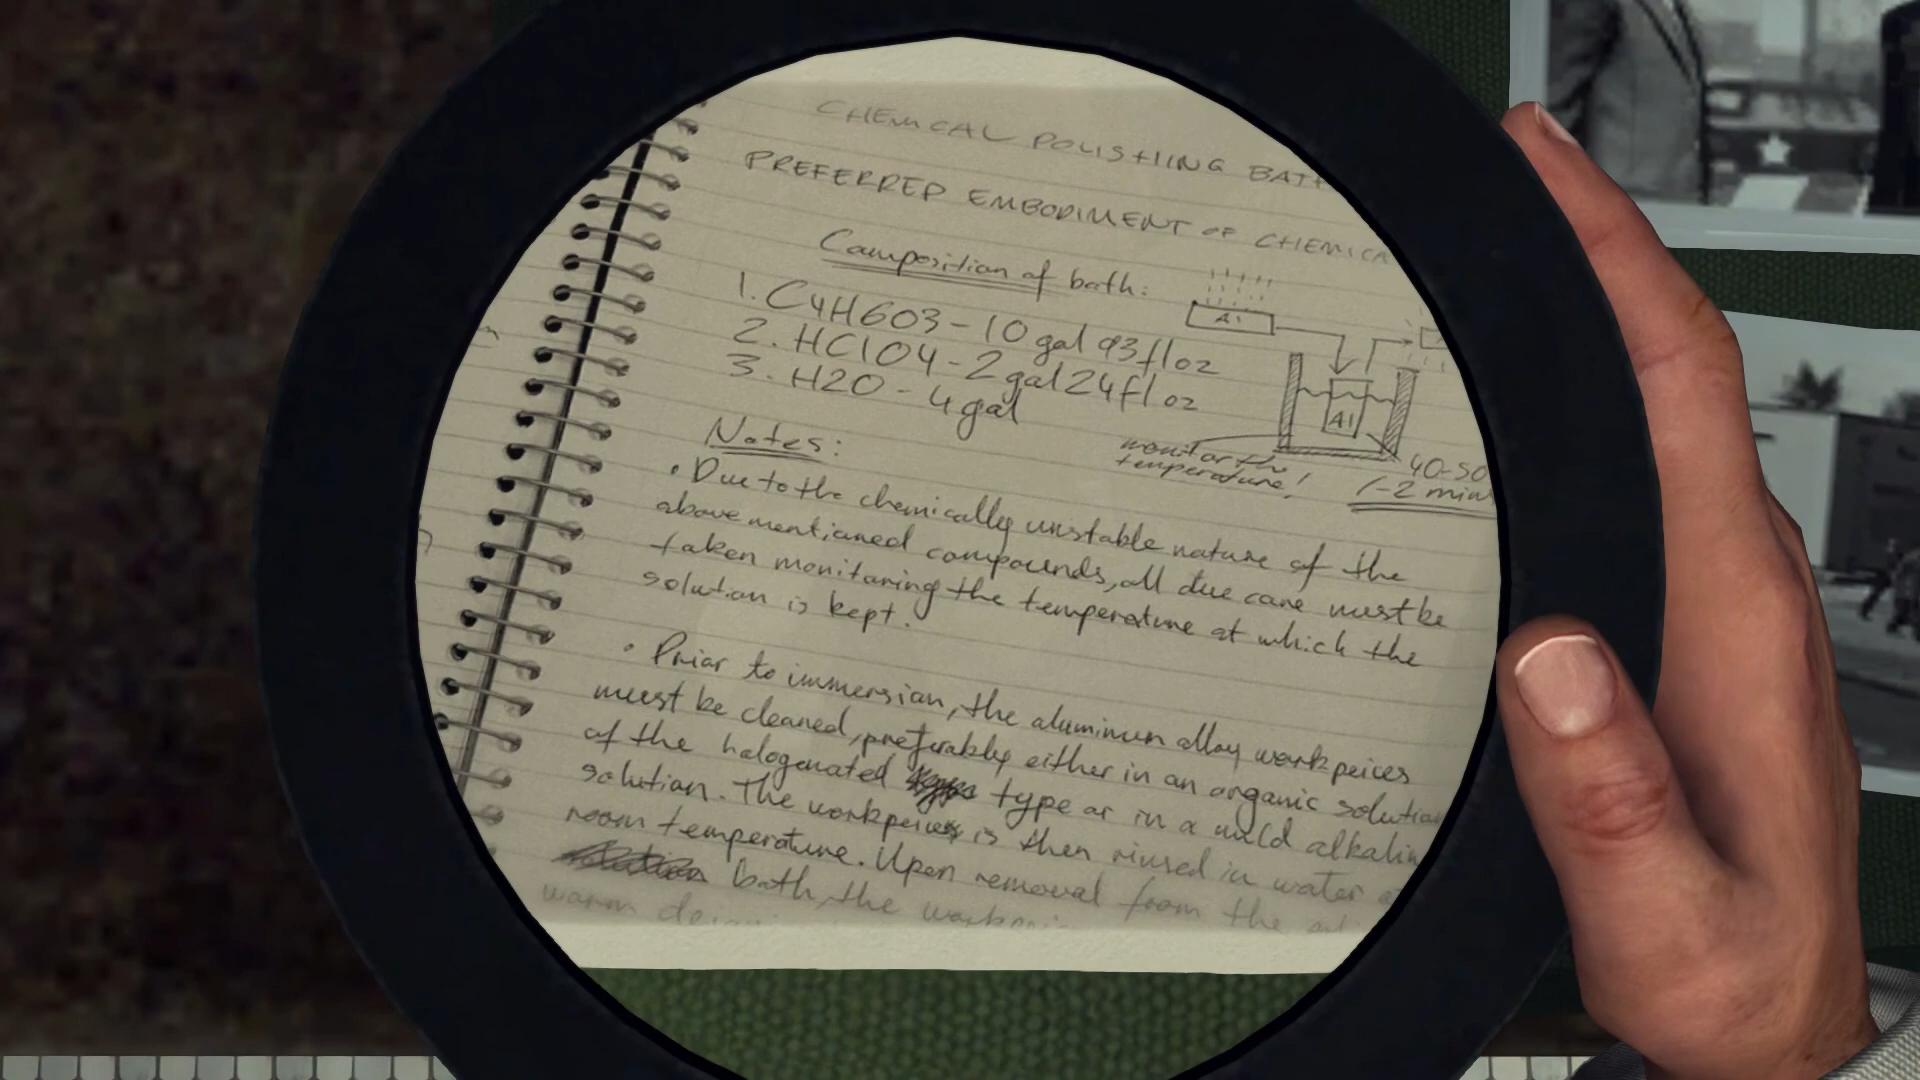 CHEMICAL POLISHING BATH
PREFERRED EMBODIMENT OF CHEMICA
Composition of bath:
1. C4H6O3 - 10 gal 93 fl oz
2. HClO4 - 2 gal 24 fl oz
3. H2O - 4 gal
Al
Al
monitor the
temperature!
40-50
1-2 min
Notes:
• Due to the chemically unstable nature of the
above mentioned compounds, all due care must be
taken monitoring the temperature at which the
solution is kept.
• Prior to immersion, the aluminum alloy workpeices
must be cleaned, preferably either in an organic solution
of the halogenated type or in a mild alkalin
solution. The workpeices is then rinsed in water
room temperature. Upon removal from the
bath, the workpei
warm